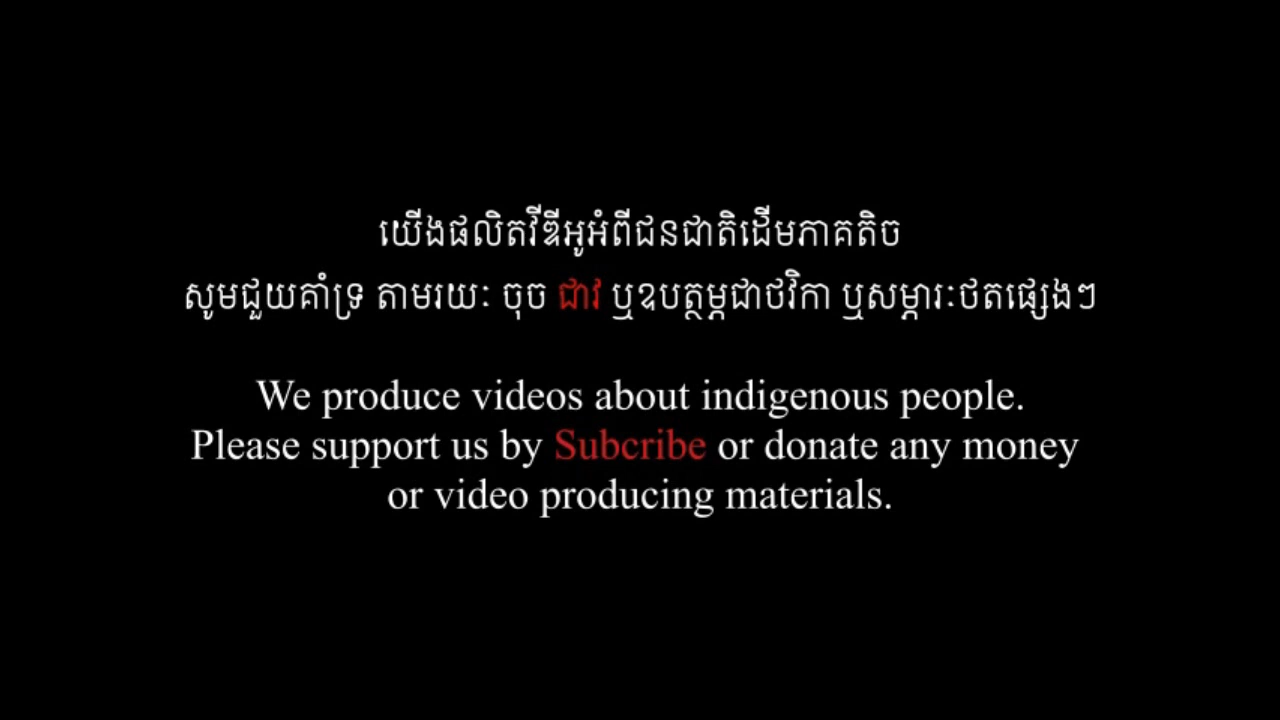 យើងផលិតវីឌីអូអំពីជនជាតិដើមភាគតិច
សូមជួយគាំទ្រ តាមរយៈ ចុច ជាវ ឬឧបត្ថម្ភជាថវិកា ឬសម្ភារៈថតផ្សេងៗ
We produce videos about indigenous people.
Please support us by Subcribe or donate any money
or video producing materials.